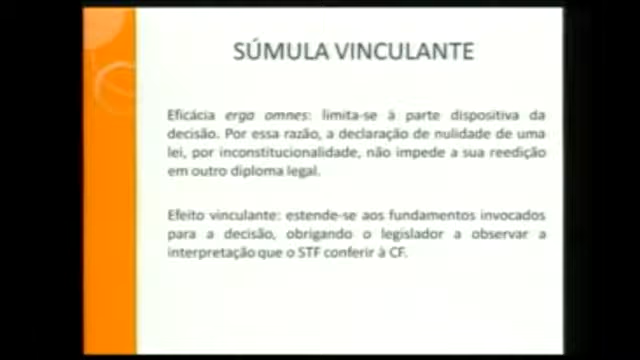 SÚMULA VINCULANTE
Eficácia erga omnes: limita-se à parte dispositiva da
decisão. Por essa razão, a declaração de nulidade de uma
lei, por inconstitucionalidade, não impede a sua reedição
em outro diploma legal.
Efeito vinculante: estende-se aos fundamentos invocados
para a decisão, obrigando o legislador a observar a
interpretação que o STF conferir à CF.